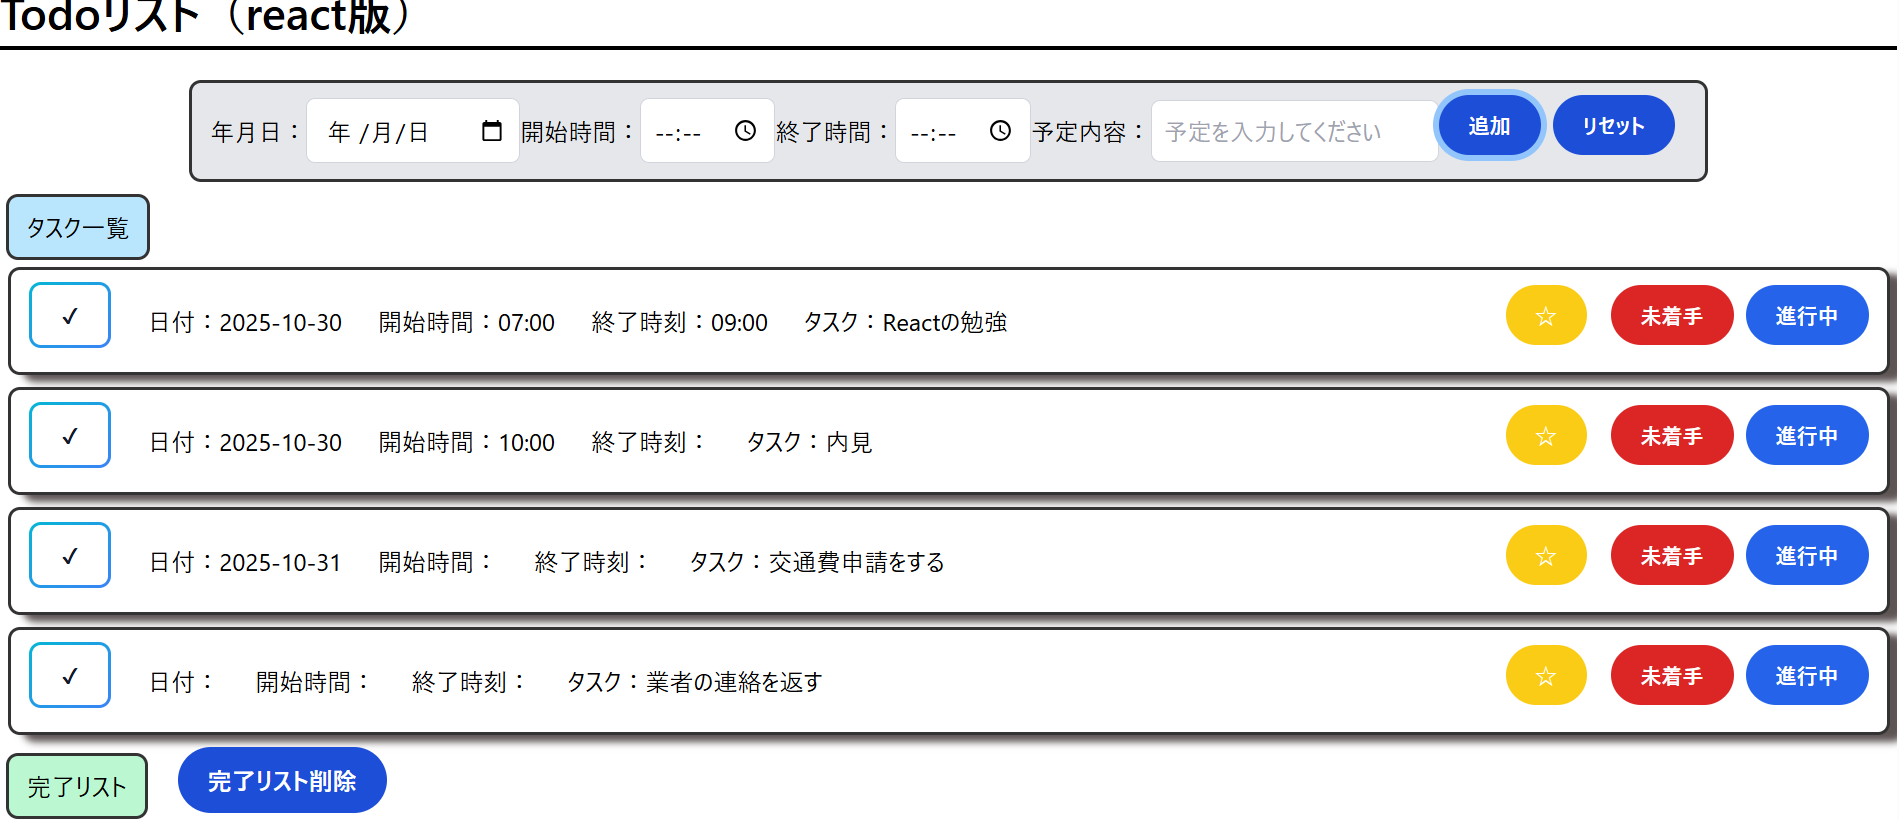 Todoリスト（react版）
年月日： 年 /月/日 開始時間： --:-- 終了時間： --:-- 予定内容： 予定を入力してください 追加 リセット
タスク一覧
✓ 日付：2025-10-30 開始時間：07:00 終了時刻：09:00 タスク：Reactの勉強 ☆ 未着手 進行中
✓ 日付：2025-10-30 開始時間：10:00 終了時刻： タスク：内見 ☆ 未着手 進行中
✓ 日付：2025-10-31 開始時間： 終了時刻： タスク：交通費申請をする ☆ 未着手 進行中
✓ 日付： 開始時間： 終了時刻： タスク：業者の連絡を返す ☆ 未着手 進行中
完了リスト 完了リスト削除